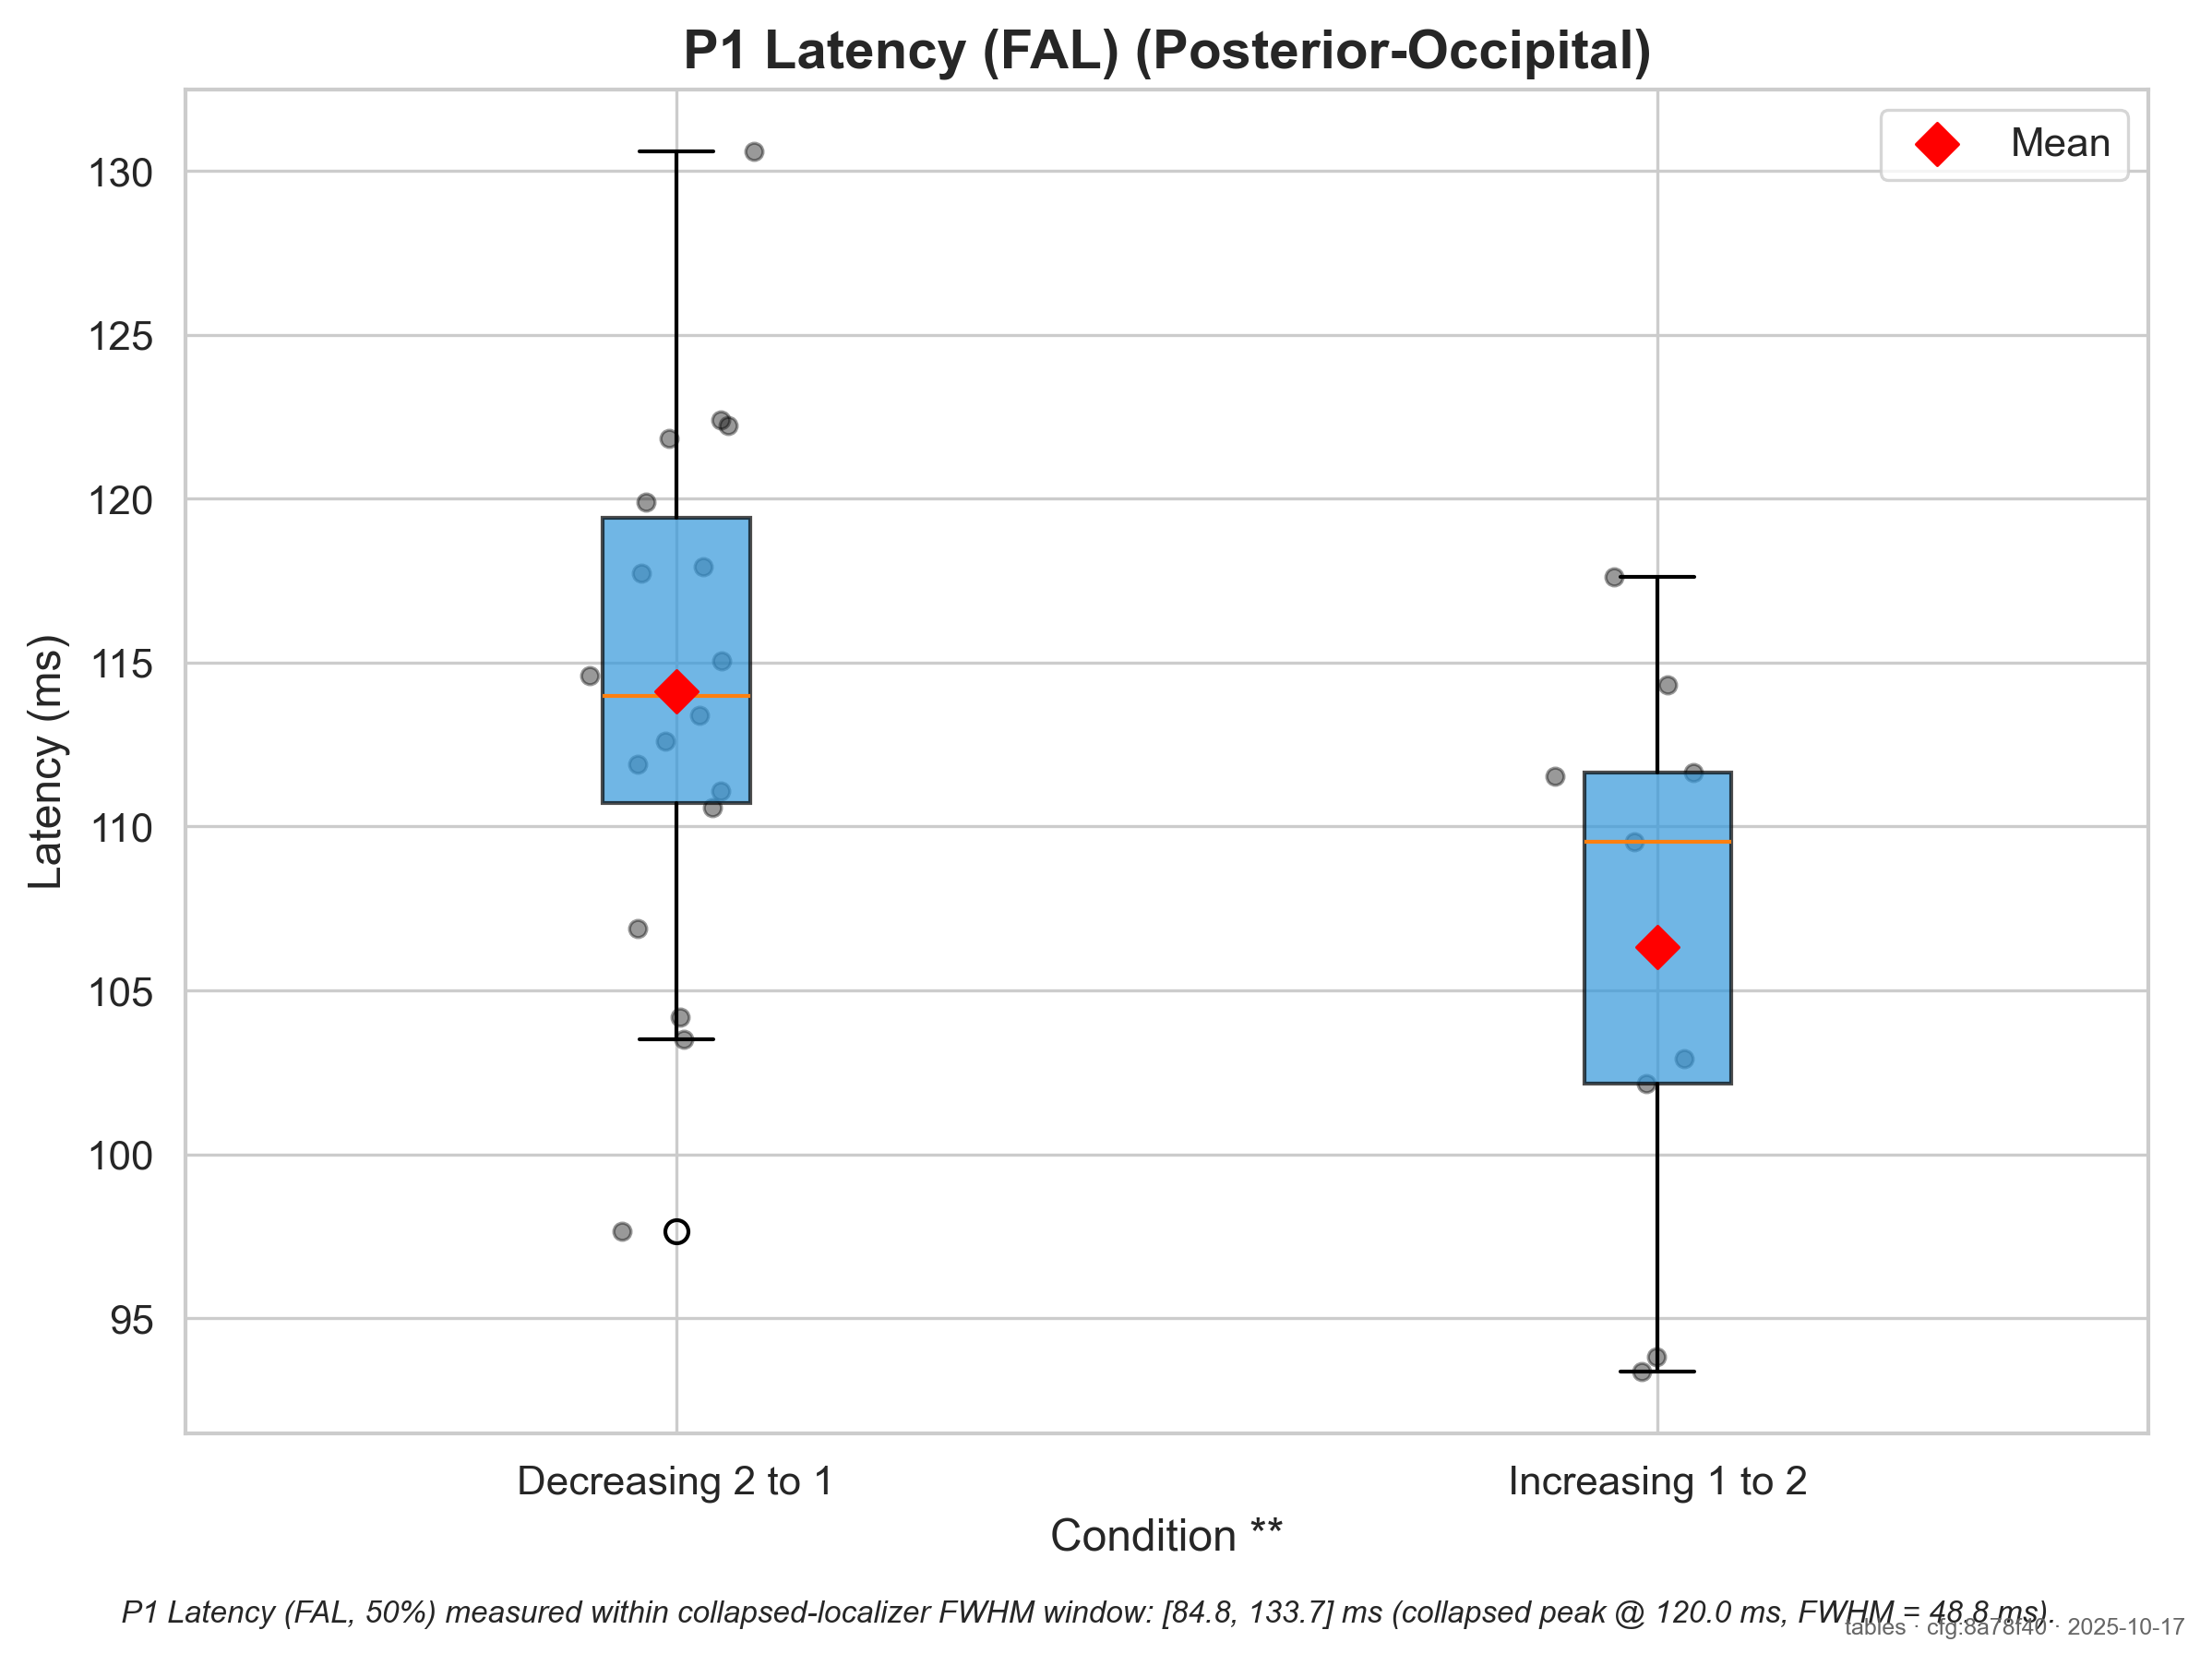 P1 Latency (FAL) (Posterior-Occipital)
Mean
130
125
120
115
110
105
100
95
Latency (ms)
Decreasing 2 to 1
Increasing 1 to 2
Condition **
P1 Latency (FAL, 50%) measured within collapsed-localizer FWHM window: [84.8, 133.7] ms (collapsed peak @ 120.0 ms, FWHM = 48.8 ms).
tables · cfg:8a78f40 · 2025-10-17